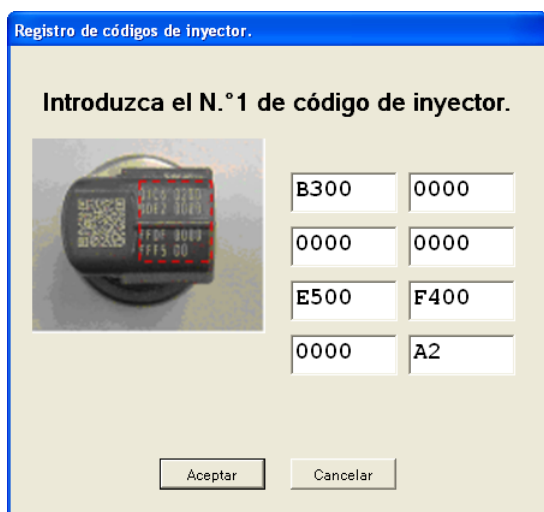 Registro de códigos de inyector.
Introduzca el N.°1 de código de inyector.
B300 0000
0000 0000
E500 F400
0000 A2
Aceptar Cancelar